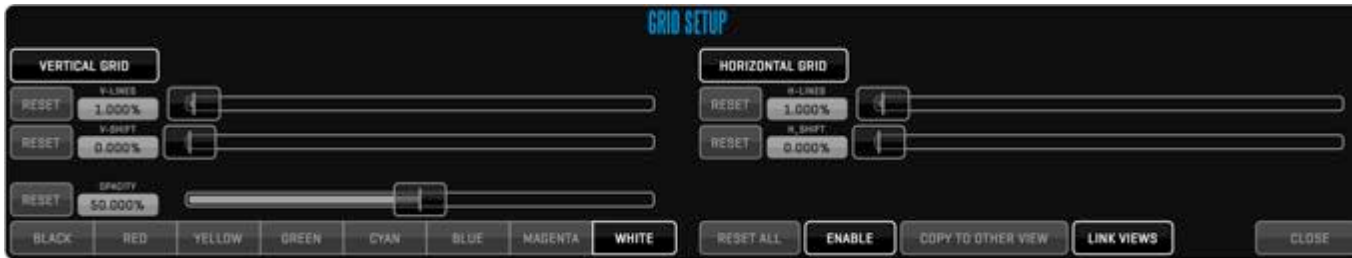 GRID SETUP
VERTICAL GRID
HORIZONTAL GRID
V-LINES
H-LINES
RESET
1.000%
RESET
1.000%
V-SHIFT
H_SHIFT
RESET
0.000%
RESET
0.000%
OPACITY
RESET
50.000%
BLACK RED YELLOW GREEN CYAN BLUE MAGENTA WHITE RESET ALL ENABLE COPY TO OTHER VIEW LINK VIEWS CLOSE